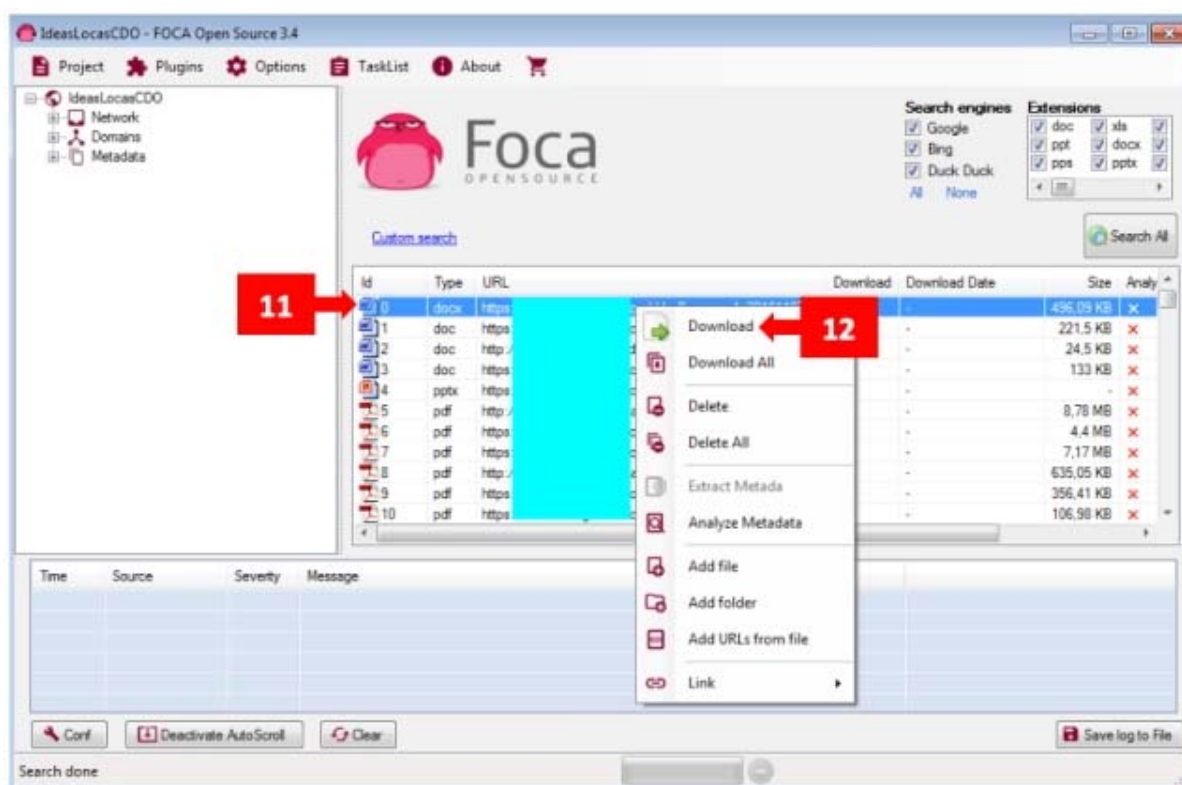 IdeasLocasCDO - FOCA Open Source 3.4
Project Plugins Options TaskList About
IdeasLocasCDO
Network
Domains
Metadata
Foca
OPENSOURCE
Search engines
Google
Bing
Duck Duck
All None
Extensions
doc xls
ppt docx
pps pptx
Custom search
Search All
Id Type URL Download Download Date Size Analy
11
0 docx https - 496,09 KB
1 doc https - 221,5 KB
2 doc http:/ - 24,5 KB
3 doc https - 133 KB
4 pptx https - -
5 pdf http:/ - 8,78 MB
6 pdf https - 4,4 MB
7 pdf https - 7,17 MB
8 pdf http:/ - 635,05 KB
9 pdf https - 356,41 KB
10 pdf https - 106,98 KB
Download
12
Download All
Delete
Delete All
Extract Metada
Analyze Metadata
Add file
Add folder
Add URLs from file
Link
Time Source Severity Message
Conf Deactivate AutoScroll Clear Save log to File
Search done